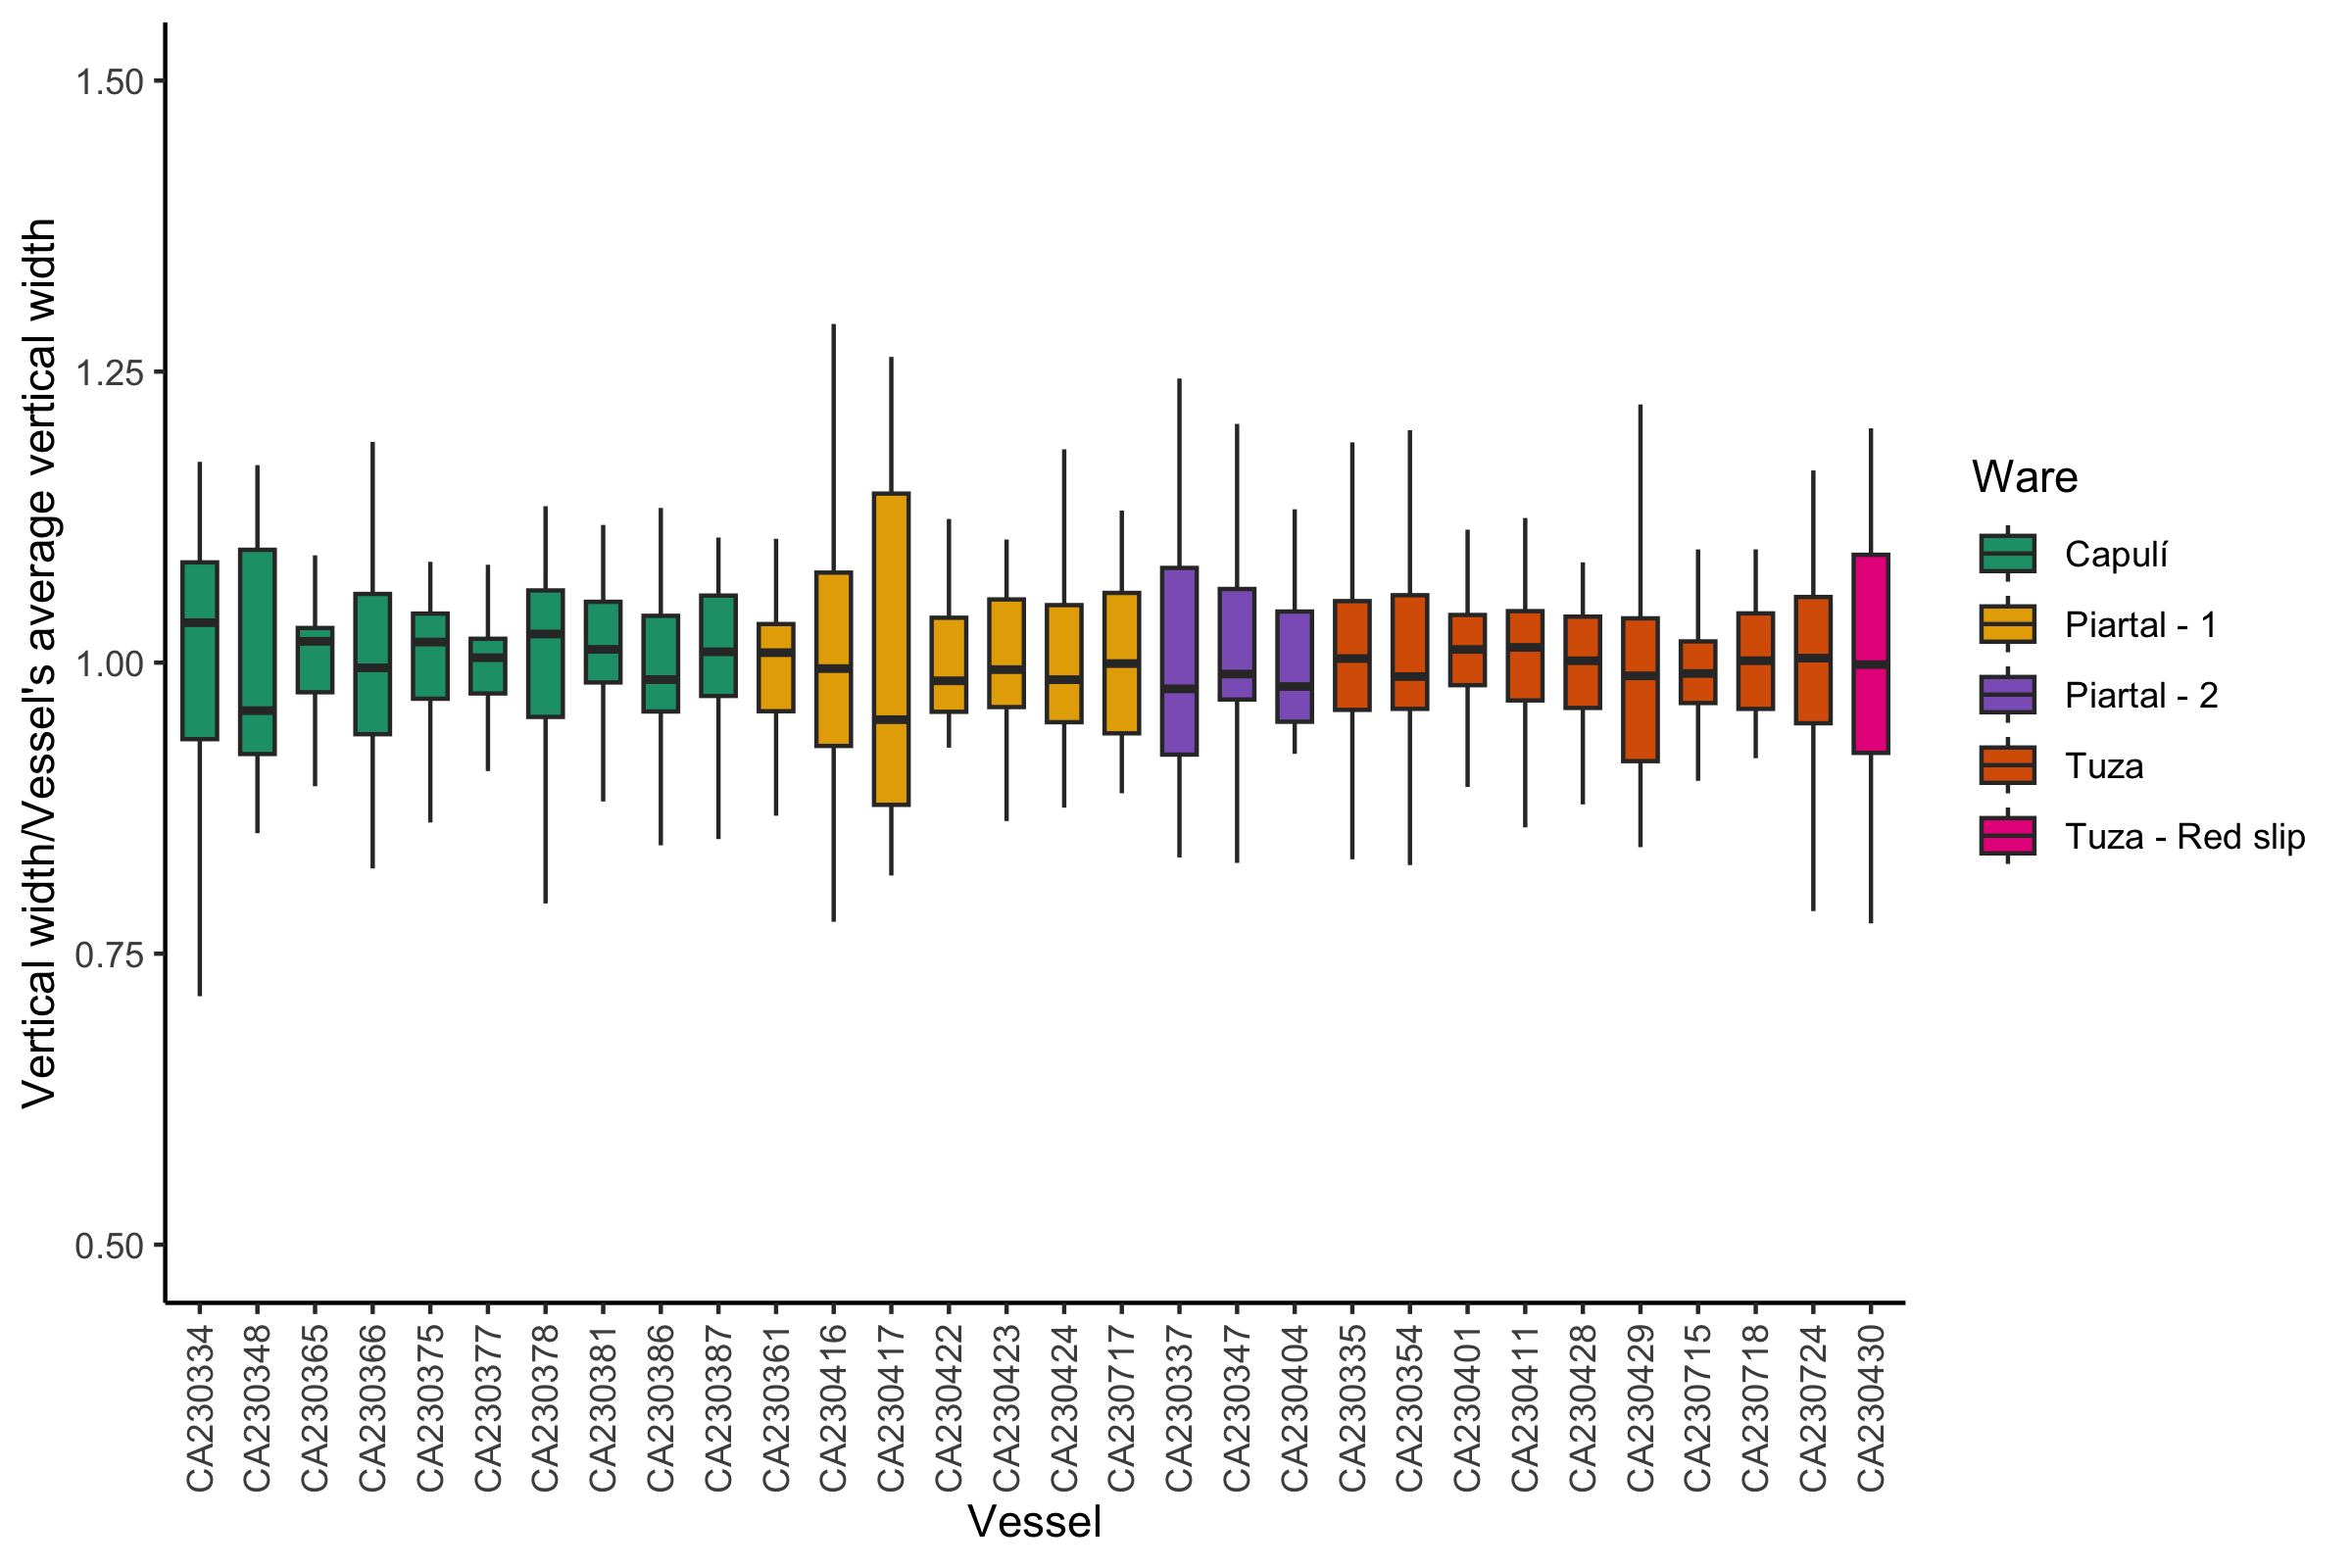 Vertical width/Vessel's average vertical width
1.50
1.25
1.00
0.75
0.50
CA230334
CA230348
CA230365
CA230366
CA230375
CA230377
CA230378
CA230381
CA230386
CA230387
CA230361
CA230416
CA230417
CA230422
CA230423
CA230424
CA230717
CA230337
CA230347
CA230404
CA230335
CA230354
CA230401
CA230411
CA230428
CA230429
CA230715
CA230718
CA230724
CA230430
Vessel
Ware
Capulí
Piartal - 1
Piartal - 2
Tuza
Tuza - Red slip